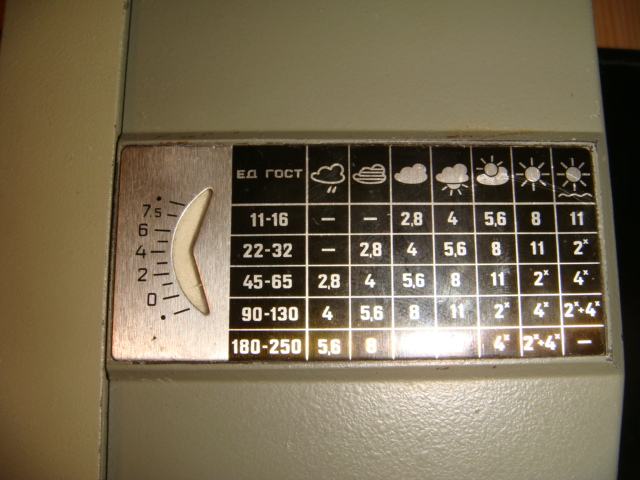 ЕД ГОСТ
7.5
6
4
2
0
11-16 — — 2,8 4 5,6 8 11
22-32 — 2,8 4 5,6 8 11 2ˣ
45-65 2,8 4 5,6 8 11 2ˣ 4ˣ
90-130 4 5,6 8 11 2ˣ 4ˣ 2ˣ+4ˣ
180-250 5,6 8 4ˣ 2ˣ+4ˣ —